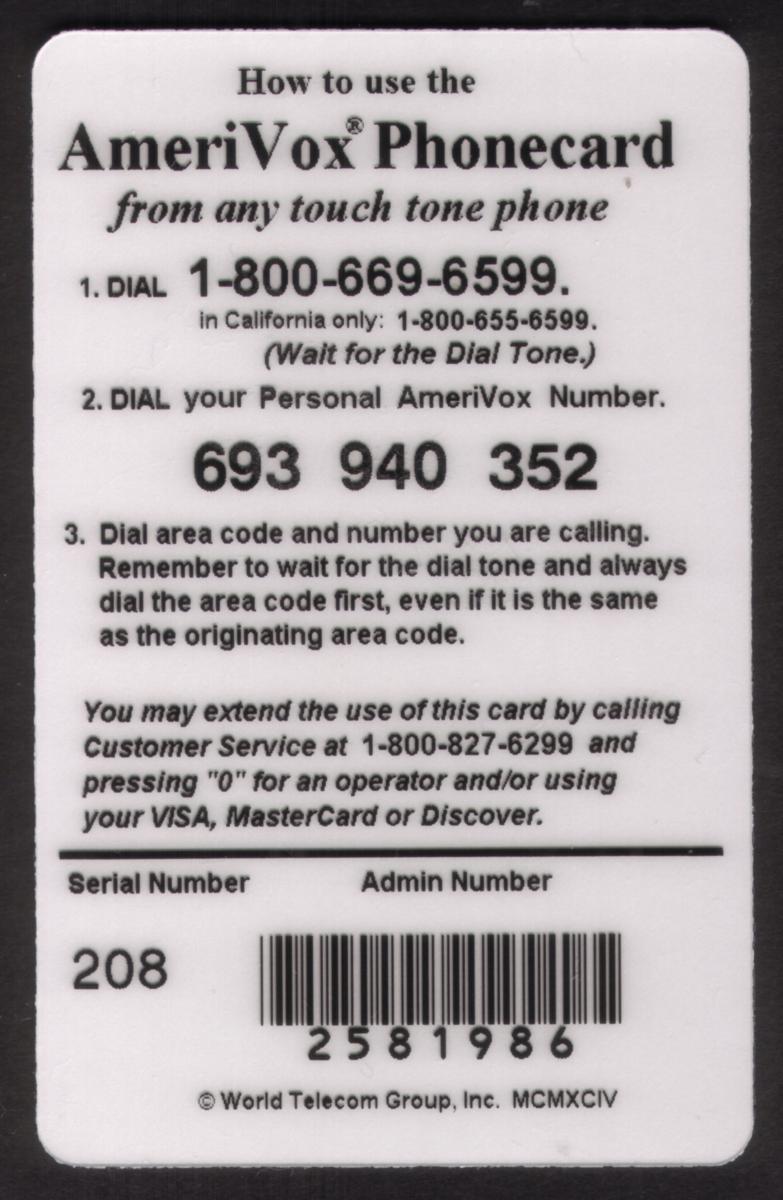 How to use the
AmeriVox® Phonecard
from any touch tone phone
1. DIAL 1-800-669-6599.
in California only: 1-800-655-6599.
(Wait for the Dial Tone.)
2. DIAL your Personal AmeriVox Number.
693 940 352
3. Dial area code and number you are calling.
Remember to wait for the dial tone and always
dial the area code first, even if it is the same
as the originating area code.
You may extend the use of this card by calling
Customer Service at 1-800-827-6299 and
pressing "0" for an operator and/or using
your VISA, MasterCard or Discover.
Serial Number Admin Number
208
2581986
© World Telecom Group, Inc. MCMXCIV